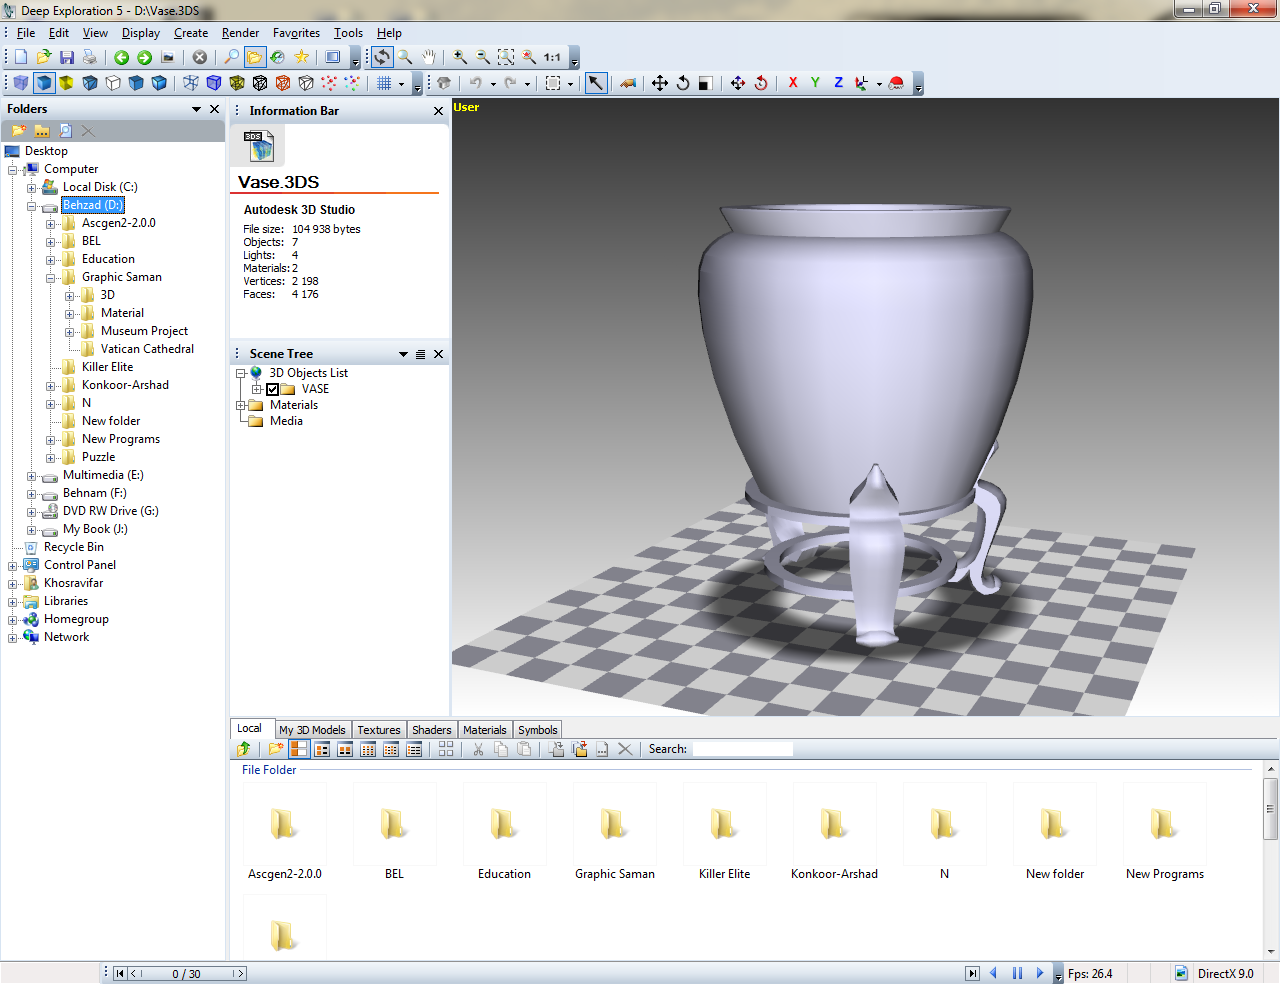 Deep Exploration 5 - D:\Vase.3DS
File Edit View Display Create Render Favorites Tools Help
1:1
X Y Z
Folders
Desktop
Computer
Local Disk (C:)
Behzad (D:)
Ascgen2-2.0.0
BEL
Education
Graphic Saman
3D
Material
Museum Project
Vatican Cathedral
Killer Elite
Konkoor-Arshad
N
New folder
New Programs
Puzzle
Multimedia (E:)
Behnam (F:)
DVD RW Drive (G:)
My Book (J:)
Recycle Bin
Control Panel
Khosravifar
Libraries
Homegroup
Network
Information Bar
3DS
Vase.3DS
Autodesk 3D Studio
File size: 104 938 bytes
Objects: 7
Lights: 4
Materials: 2
Vertices: 2 198
Faces: 4 176
Scene Tree
3D Objects List
VASE
Materials
Media
User
Local My 3D Models Textures Shaders Materials Symbols
Search:
File Folder
Ascgen2-2.0.0 BEL Education Graphic Saman Killer Elite Konkoor-Arshad N New folder New Programs
0 / 30
Fps: 26.4
DirectX 9.0